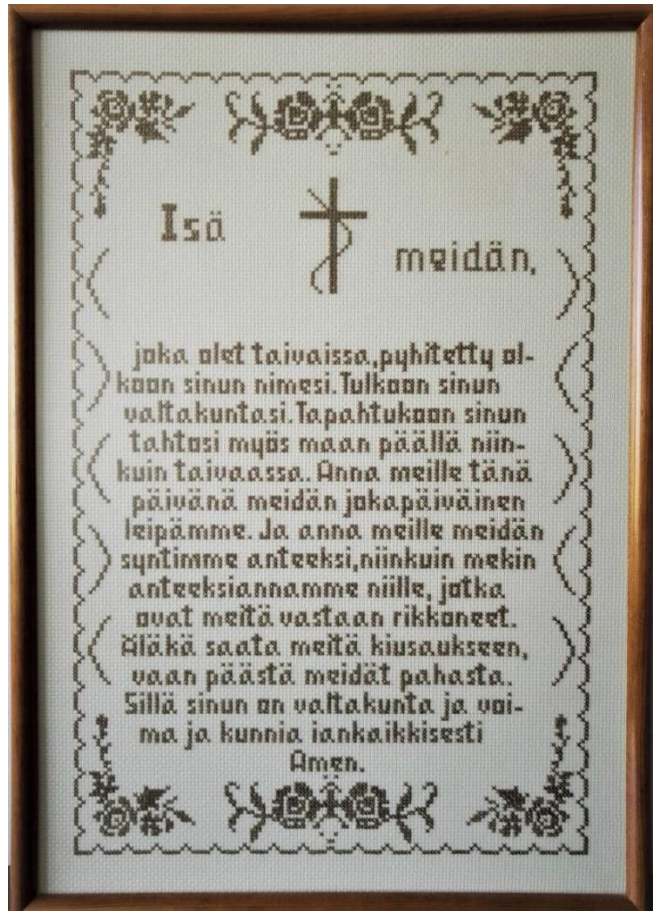 Isä
meidän,
joka olet taivaissa,pyhitetty ol-
koon sinun nimesi.Tulkoon sinun
valtakuntasi.Tapahtukoon sinun
tahtosi myös maan päällä niin-
kuin taivaassa. Anna meille tänä
päivänä meidän jokapäiväinen
leipämme. Ja anna meille meidän
syntimme anteeksi,niinkuin mekin
anteeksiannamme niille, jotka
ovat meitä vastaan rikkoneet.
Äläkä saata meitä kiusaukseen,
vaan päästä meidät pahasta.
Sillä sinun on valtakunta ja voi-
ma ja kunnia iankaikkisesti
Amen.